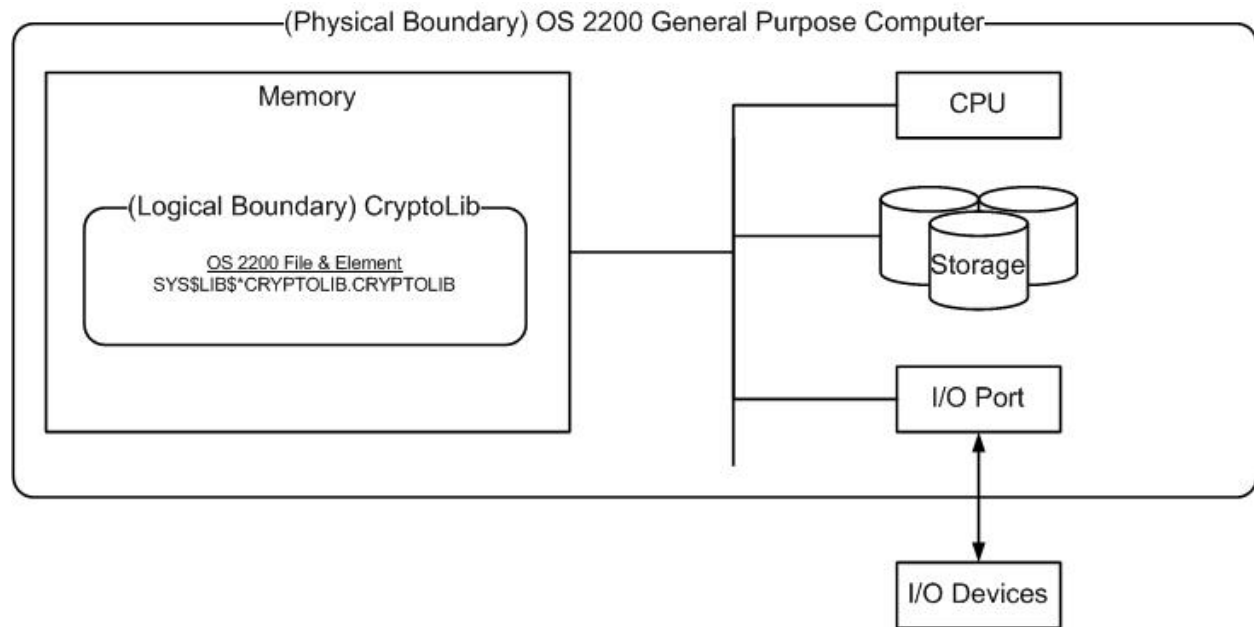 (Physical Boundary) OS 2200 General Purpose Computer
Memory
CPU
(Logical Boundary) CryptoLib
OS 2200 File & Element
SYS$LIB$*CRYPTOLIB.CRYPTOLIB
Storage
I/O Port
I/O Devices